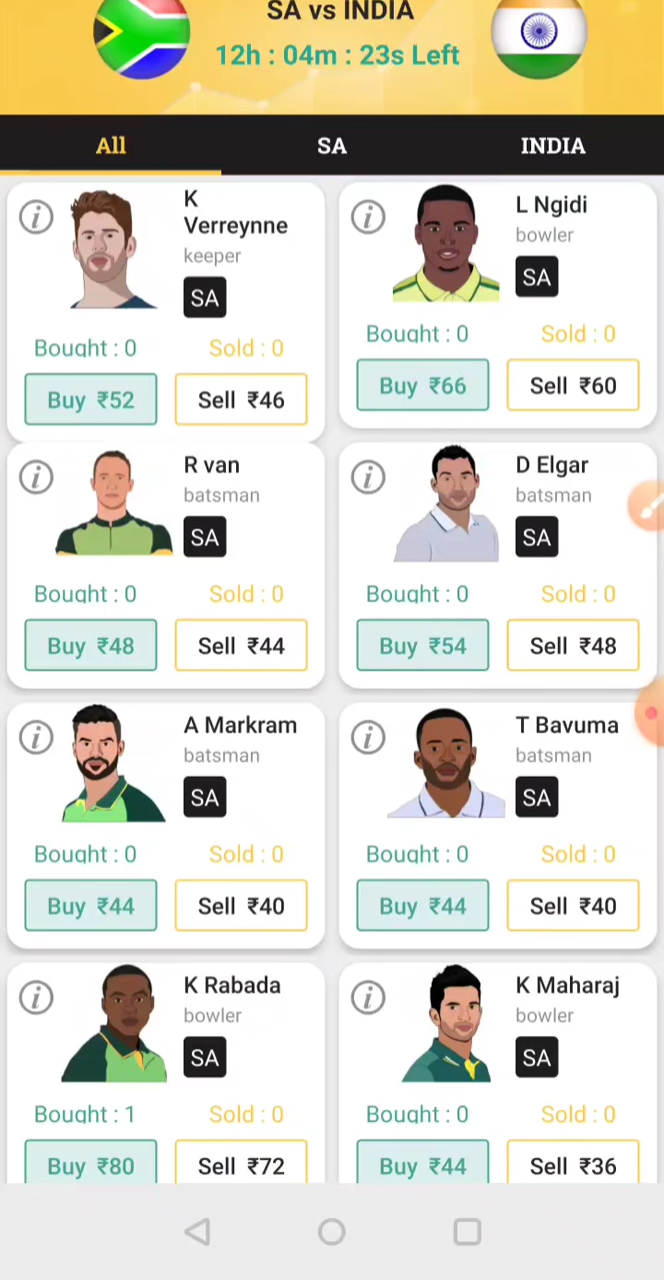 SA vs INDIA
12h : 04m : 23s Left
All SA INDIA
K
Verreynne
keeper
SA
Bought : 0 Sold : 0
Buy ₹52 Sell ₹46
L Ngidi
bowler
SA
Bought : 0 Sold : 0
Buy ₹66 Sell ₹60
R van
batsman
SA
Bought : 0 Sold : 0
Buy ₹48 Sell ₹44
D Elgar
batsman
SA
Bought : 0 Sold : 0
Buy ₹54 Sell ₹48
A Markram
batsman
SA
Bought : 0 Sold : 0
Buy ₹44 Sell ₹40
T Bavuma
batsman
SA
Bought : 0 Sold : 0
Buy ₹44 Sell ₹40
K Rabada
bowler
SA
Bought : 1 Sold : 0
Buy ₹80 Sell ₹72
K Maharaj
bowler
SA
Bought : 0 Sold : 0
Buy ₹44 Sell ₹36